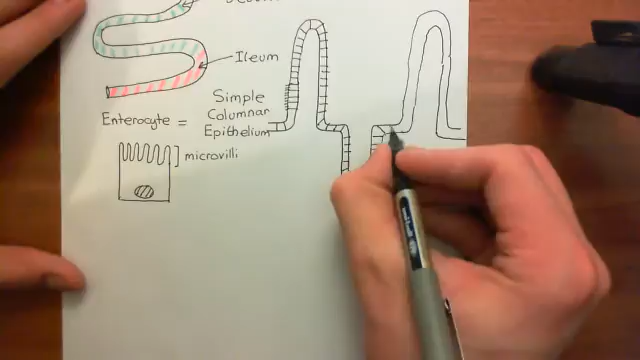 Ileum
Enterocyte = Simple
Columnar
Epithelium
microvilli